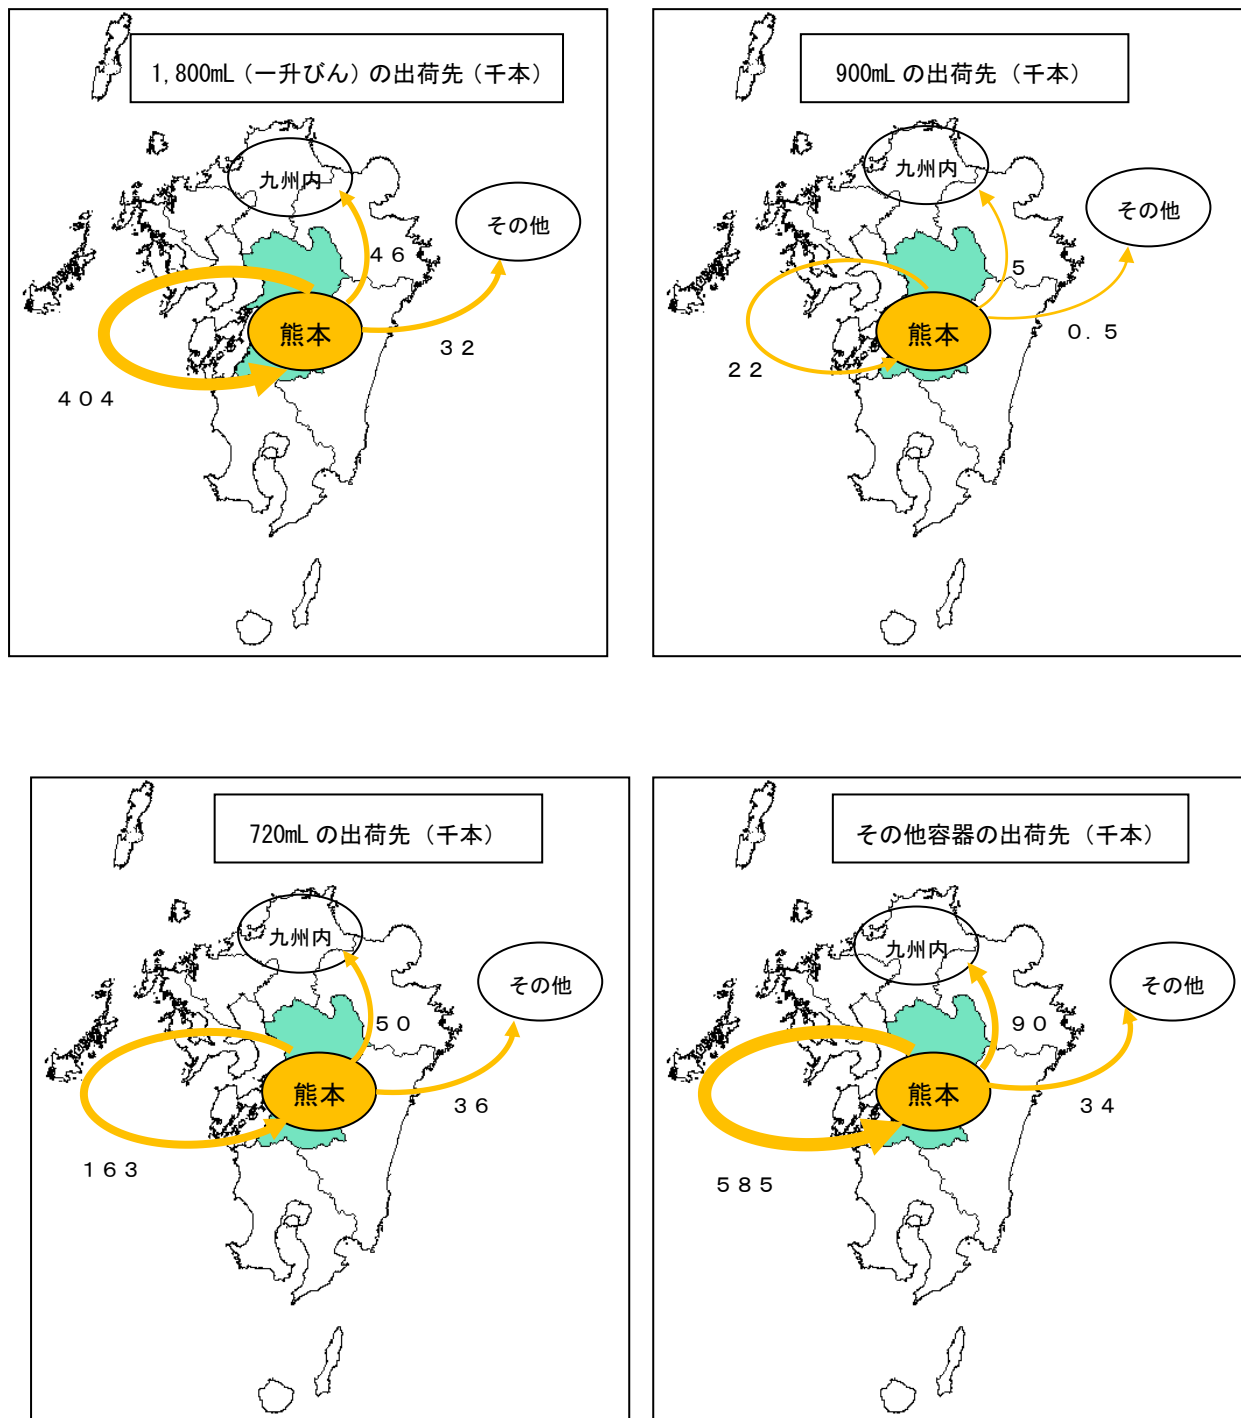 1,800mL（一升びん）の出荷先（千本）
九州内
その他
４６
熊本
３２
４０４
900mL の出荷先（千本）
九州内
その他
５
熊本
０．５
２２
720mL の出荷先（千本）
九州内
その他
５０
熊本
３６
１６３
その他容器の出荷先（千本）
九州内
その他
９０
熊本
３４
５８５